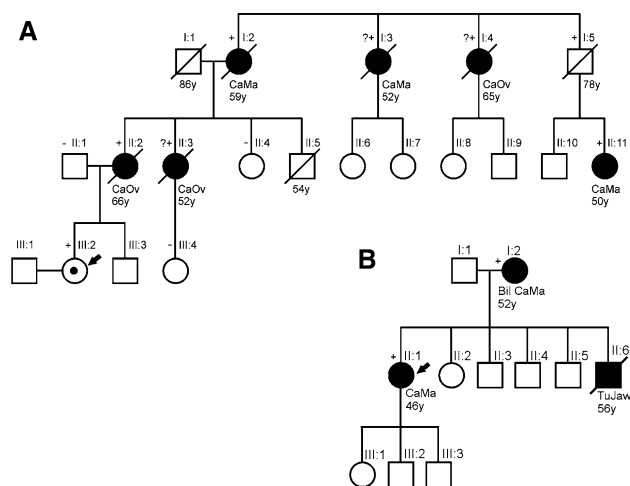 A
I:1
+ I:2
?+ I:3
?+ I:4
+ I:5
86y
CaMa
59y
CaMa
52y
CaOv
65y
78y
- II:1
+ II:2
?+ II:3
- II:4
II:5
II:6
II:7
II:8
II:9
II:10
+ II:11
CaOv
66y
CaOv
52y
54y
CaMa
50y
III:1
+ III:2
III:3
- III:4
B
I:1
+ I:2
Bil CaMa
52y
+ II:1
II:2
II:3
II:4
II:5
II:6
CaMa
46y
TuJaw
56y
III:1
III:2
III:3